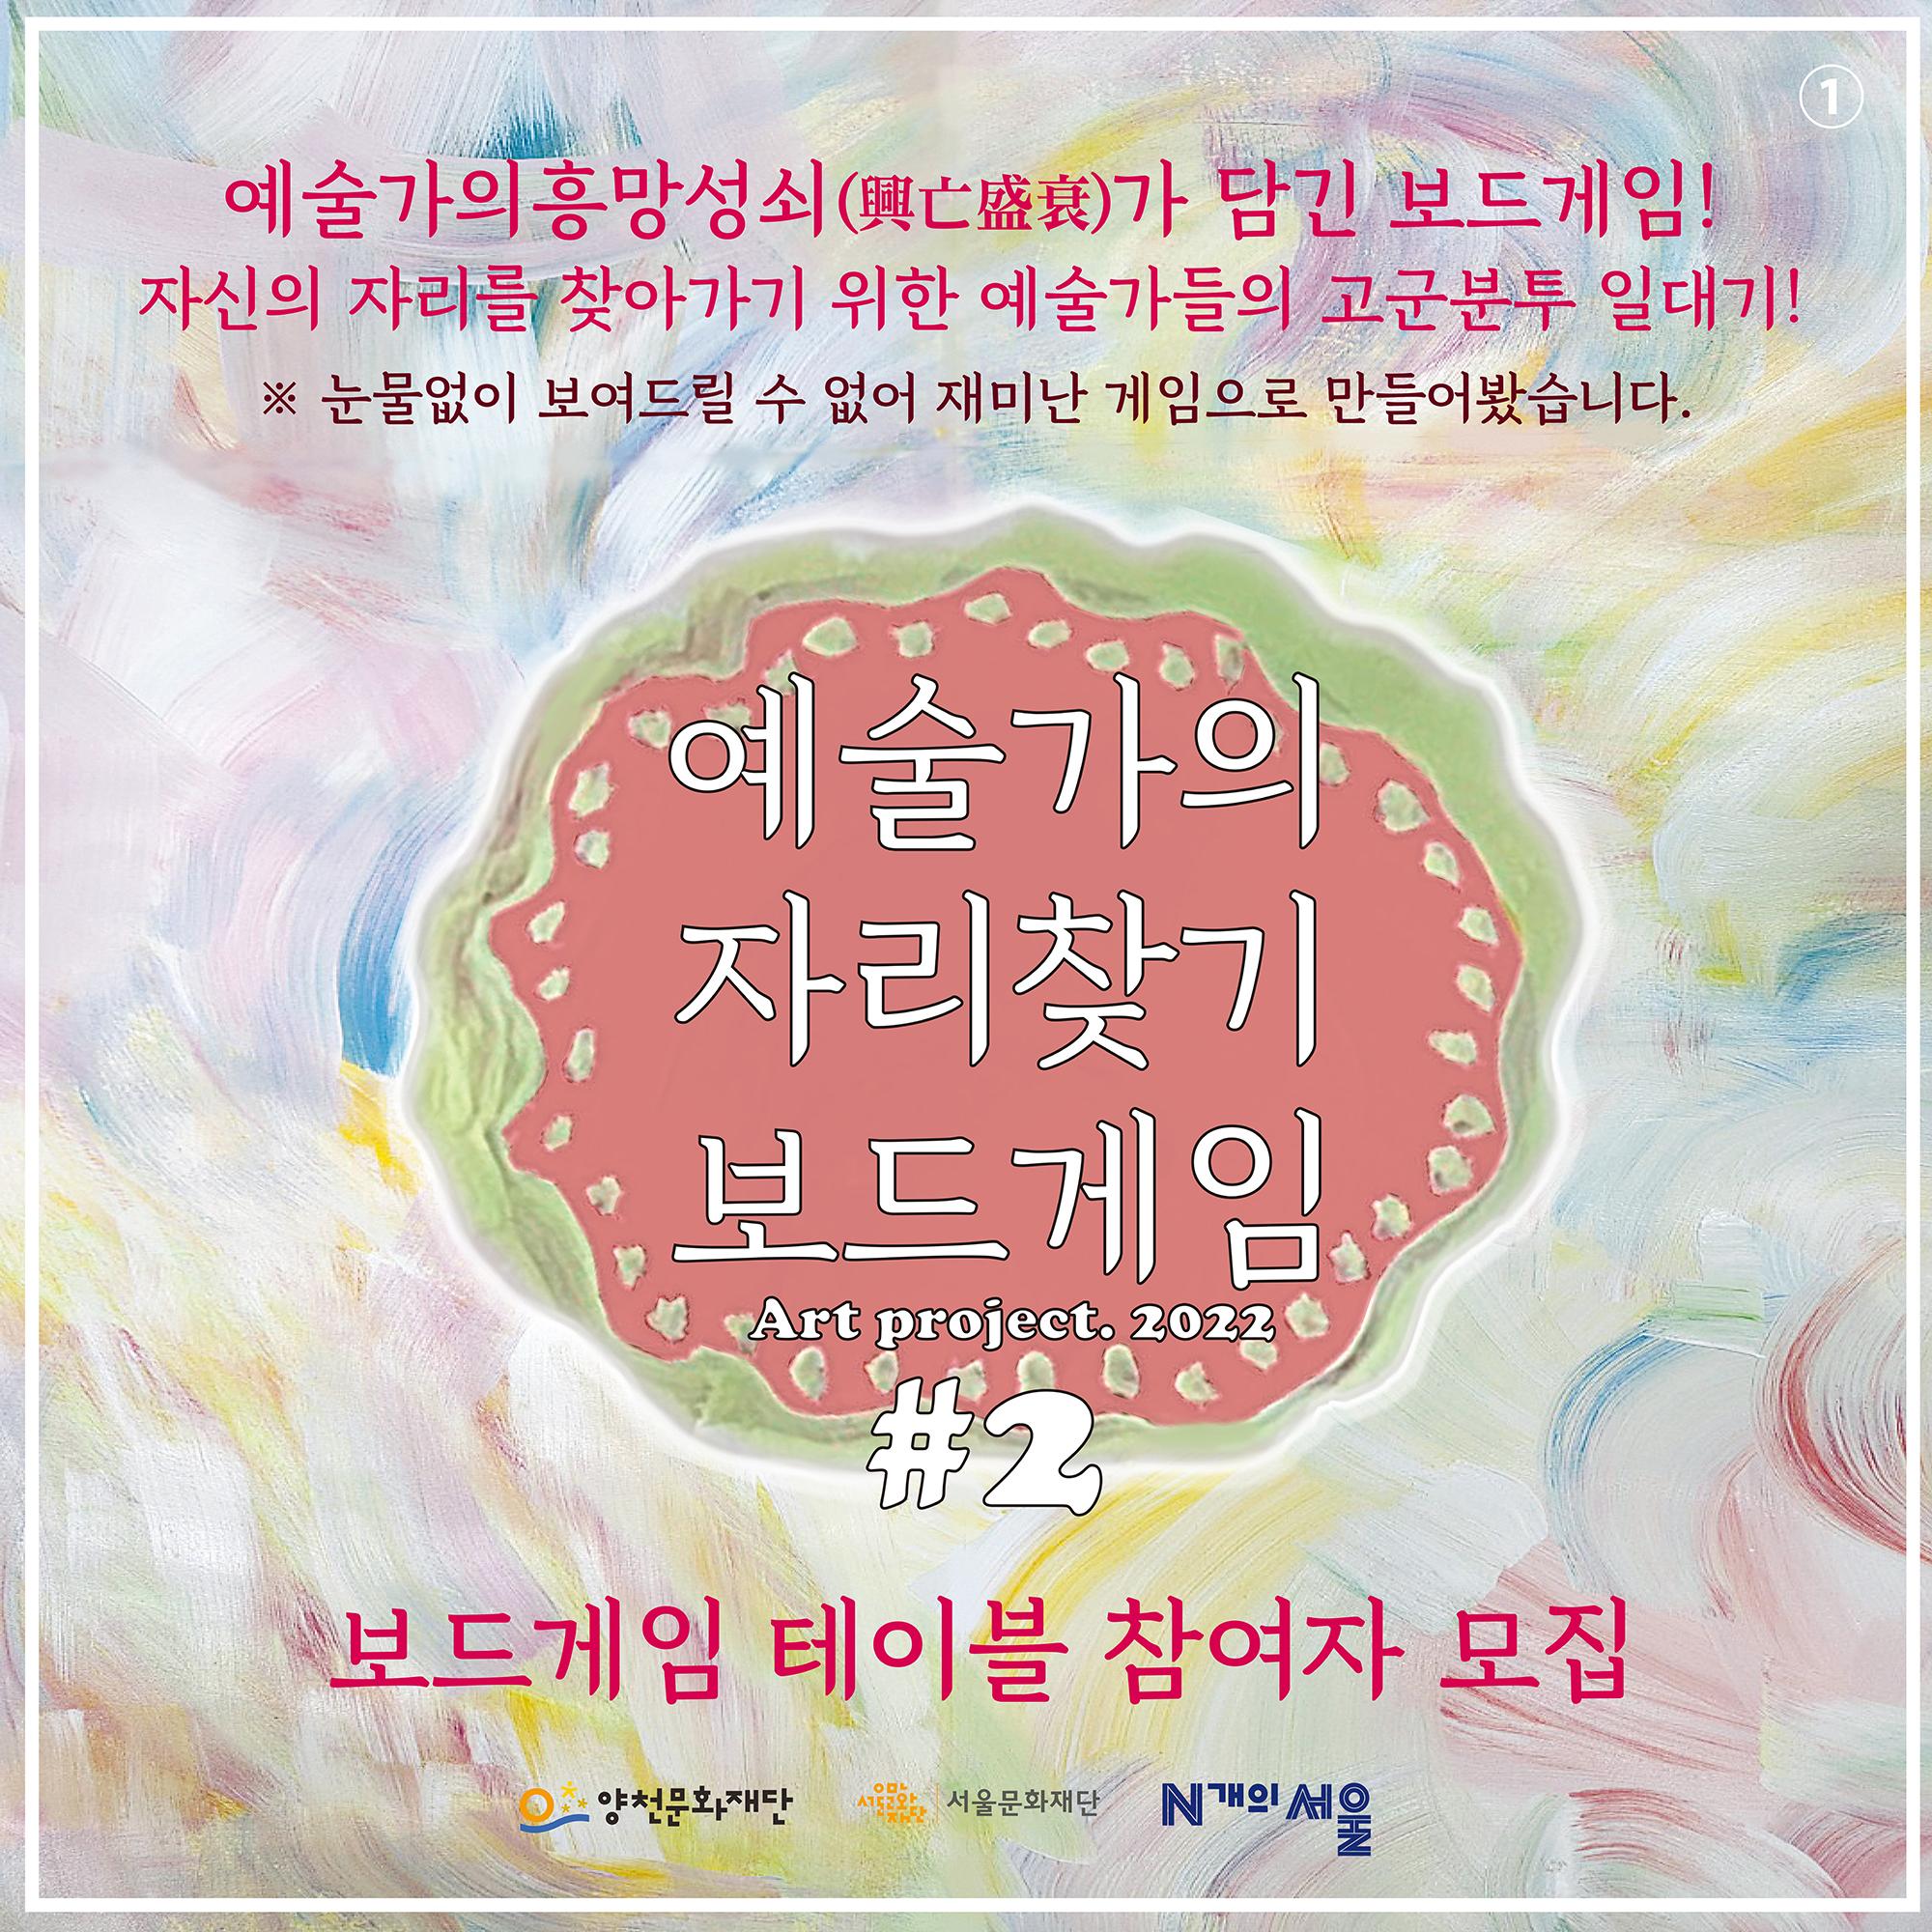 ①
예술가의흥망성쇠(興亡盛衰)가 담긴 보드게임!
자신의 자리를 찾아가기 위한 예술가들의 고군분투 일대기!
※ 눈물없이 보여드릴 수 없어 재미난 게임으로 만들어봤습니다.
예술가의
자리찾기
보드게임
Art project. 2022
#2
보드게임 테이블 참여자 모집
양천문화재단
서울문화재단
N개의 서울